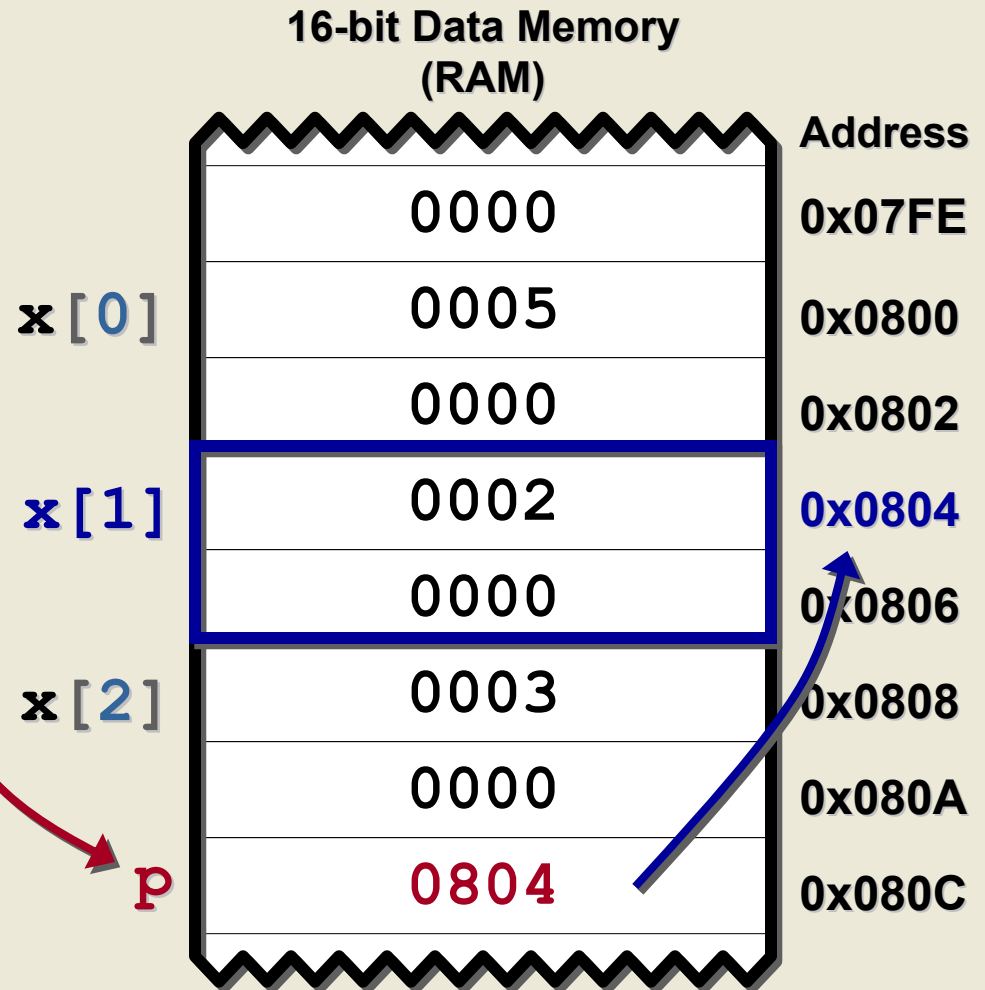 16-bit Data Memory
(RAM)
Address
0000 0x07FE
x[0] 0005 0x0800
0000 0x0802
x[1] 0002 0x0804
0000 0x0806
x[2] 0003 0x0808
0000 0x080A
p 0804 0x080C